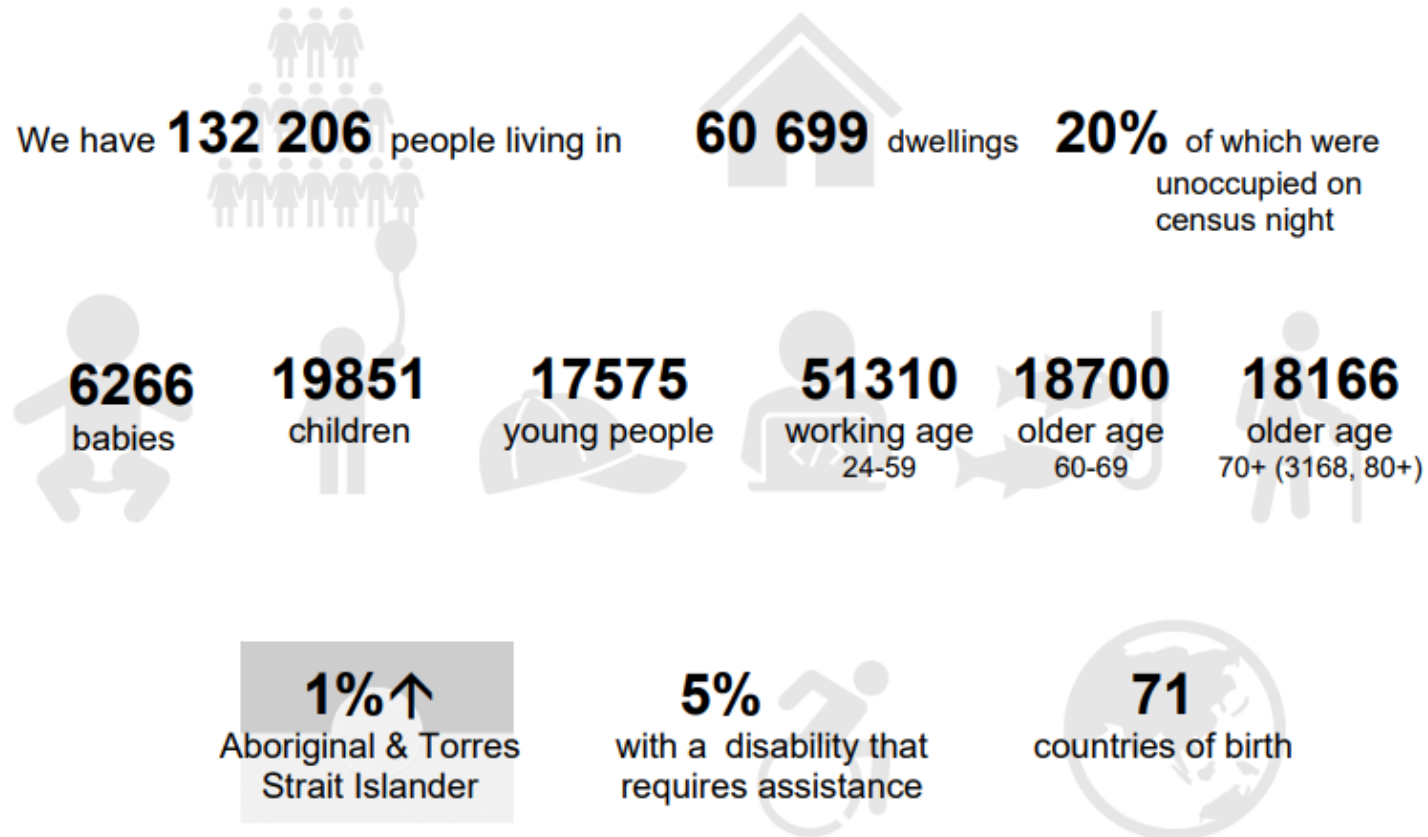 We have 132 206 people living in 60 699 dwellings 20% of which were
unoccupied on
census night
6266 19851 17575 51310 18700 18166
babies children young people working age older age older age
24-59 60-69 70+ (3168, 80+)
1%↑ 5% 71
Aboriginal & Torres with a disability that countries of birth
Strait Islander requires assistance